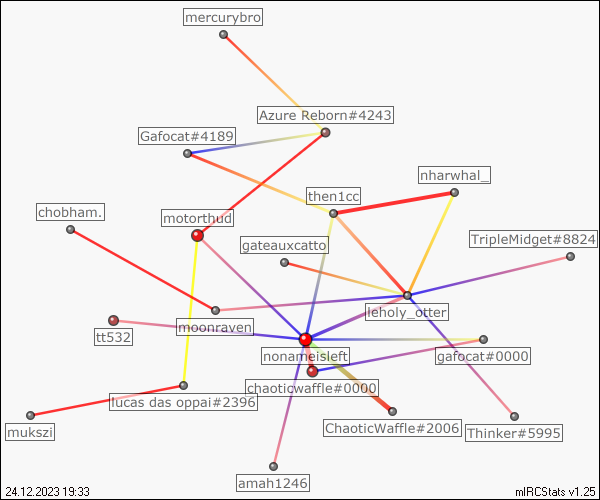 mercurybro
Azure Reborn#4243
Gafocat#4189
nharwhal_
then1cc
chobham.
motorthud
gateauxcatto
TripleMidget#8824
leholy_otter
moonraven
tt532
nonameisleft
gafocat#0000
chaoticwaffle#0000
lucas das oppai#2396
ChaoticWaffle#2006
mukszi
Thinker#5995
amah1246
24.12.2023 19:33
mIRCStats v1.25